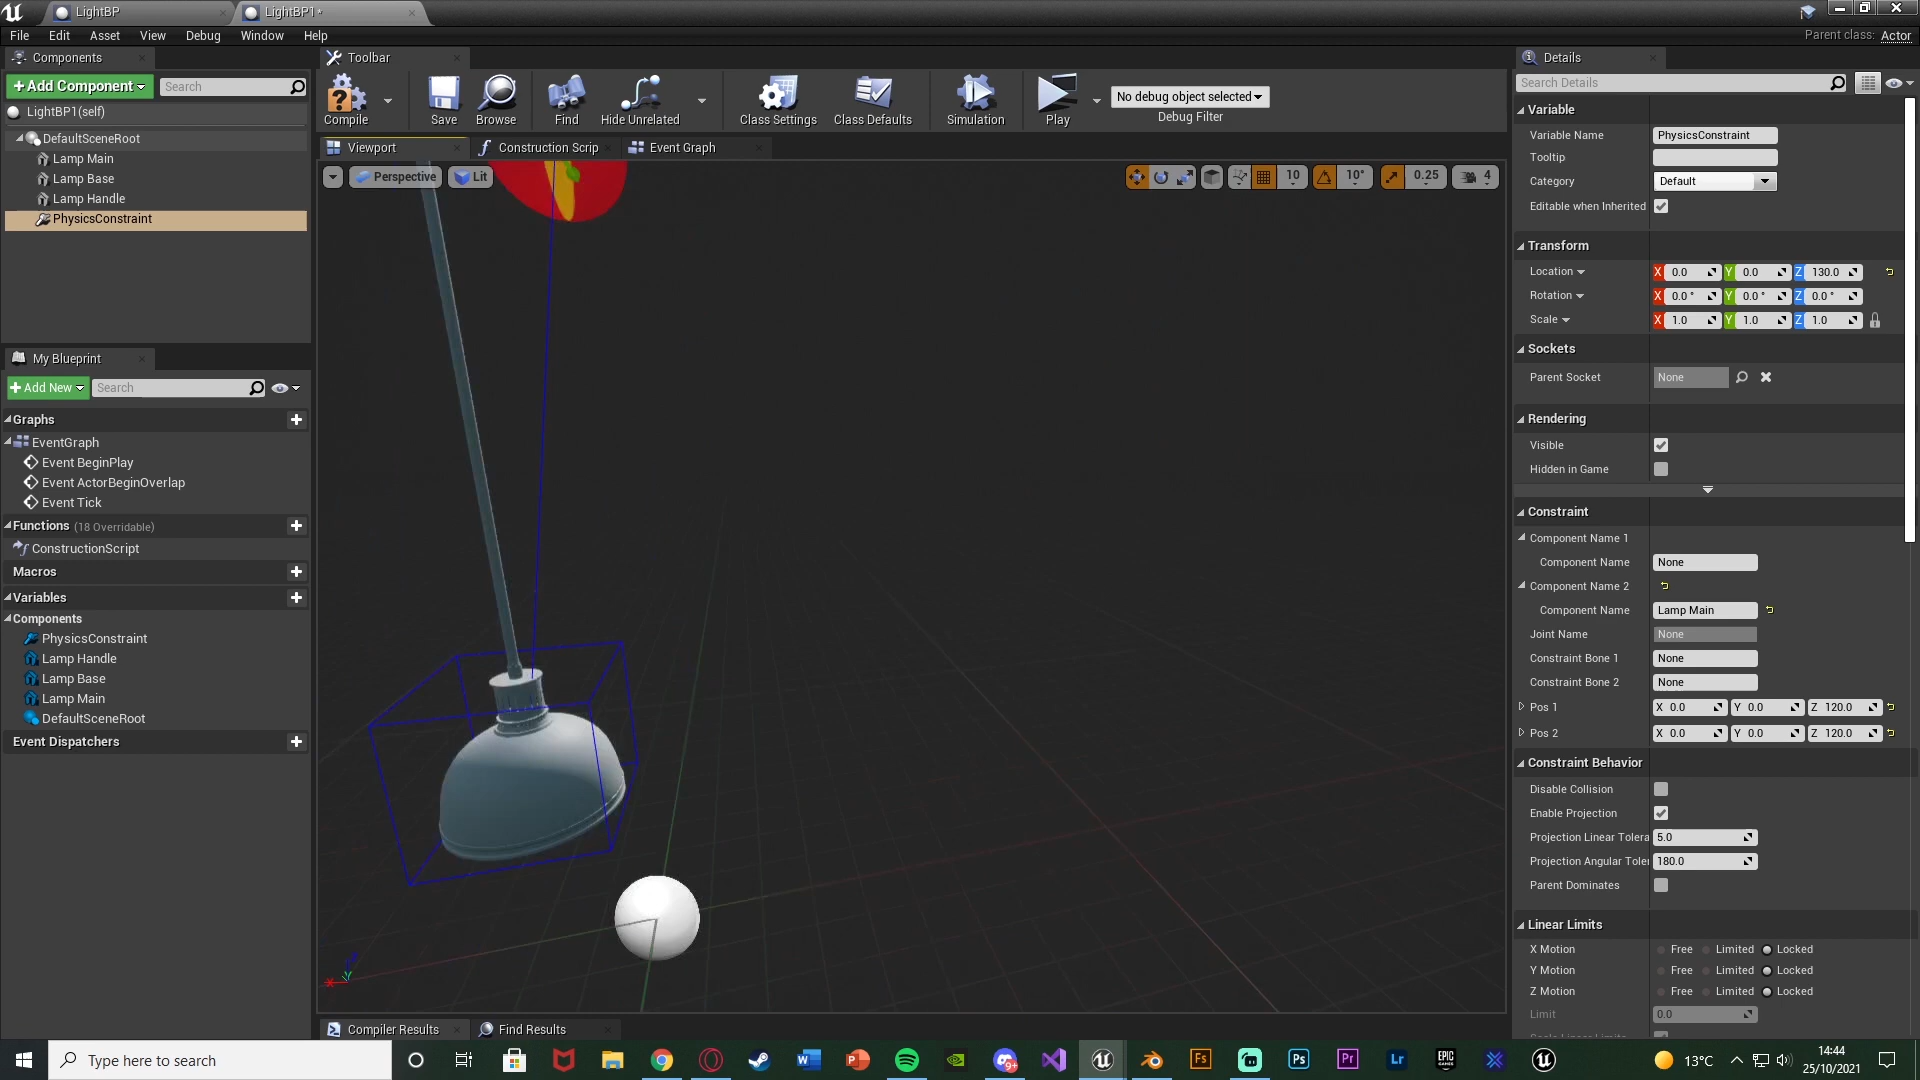 LightBP
LightBP1*
File Edit Asset View Debug Window Help
Parent class: Actor
Components
Toolbar
Details
+Add Component
Search
Compile
Save
Browse
Find
Hide Unrelated
Class Settings
Class Defaults
Simulation
Play
No debug object selected
Debug Filter
Search Details
LightBP1(self)
DefaultSceneRoot
Lamp Main
Lamp Base
Lamp Handle
PhysicsConstraint
Viewport
Construction Scrip
Event Graph
Perspective
Lit
10
10°
0.25
4
My Blueprint
+Add New
Search
Graphs
EventGraph
Event BeginPlay
Event ActorBeginOverlap
Event Tick
Functions (18 Overridable)
ConstructionScript
Macros
Variables
Components
PhysicsConstraint
Lamp Handle
Lamp Base
Lamp Main
DefaultSceneRoot
Event Dispatchers
Variable
Variable Name PhysicsConstraint
Tooltip
Category Default
Editable when Inherited
Transform
Location X 0.0 Y 0.0 Z 130.0
Rotation X 0.0 ° Y 0.0 ° Z 0.0 °
Scale X 1.0 Y 1.0 Z 1.0
Sockets
Parent Socket None
Rendering
Visible
Hidden in Game
Constraint
Component Name 1
Component Name None
Component Name 2
Component Name Lamp Main
Joint Name None
Constraint Bone 1 None
Constraint Bone 2 None
Pos 1 X 0.0 Y 0.0 Z 120.0
Pos 2 X 0.0 Y 0.0 Z 120.0
Constraint Behavior
Disable Collision
Enable Projection
Projection Linear Tolera 5.0
Projection Angular Toler 180.0
Parent Dominates
Linear Limits
X Motion Free Limited Locked
Y Motion Free Limited Locked
Z Motion Free Limited Locked
Limit 0.0
Compiler Results
Find Results
Type here to search
13°C
14:44
25/10/2021